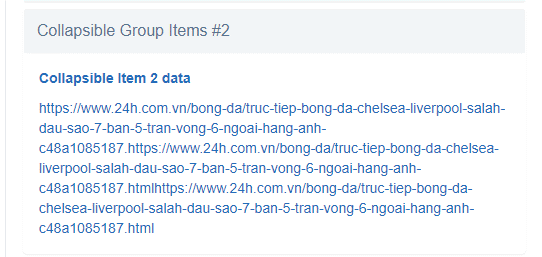 Collapsible Group Items #2
Collapsible Item 2 data
https://www.24h.com.vn/bong-da/truc-tiep-bong-da-chelsea-liverpool-salah-
dau-sao-7-ban-5-tran-vong-6-ngoai-hang-anh-
c48a1085187.https://www.24h.com.vn/bong-da/truc-tiep-bong-da-chelsea-
liverpool-salah-dau-sao-7-ban-5-tran-vong-6-ngoai-hang-anh-
c48a1085187.htmlhttps://www.24h.com.vn/bong-da/truc-tiep-bong-da-
chelsea-liverpool-salah-dau-sao-7-ban-5-tran-vong-6-ngoai-hang-anh-
c48a1085187.html